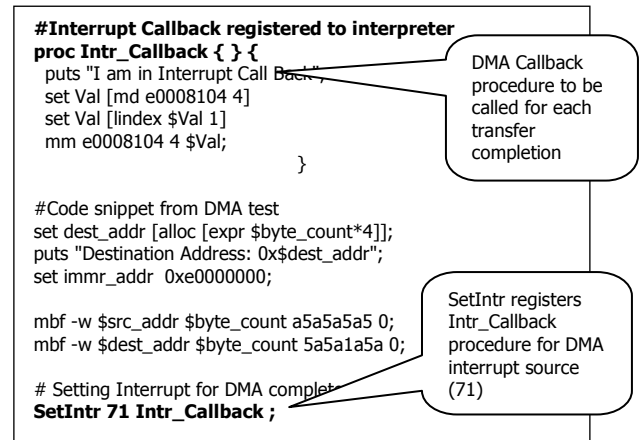 #Interrupt Callback registered to interpreter
proc Intr_Callback { } {
puts "I am in Interrupt Call Back";
set Val [md e0008104 4]
set Val [lindex $Val 1]
mm e0008104 4 $Val;
}
DMA Callback
procedure to be
called for each
transfer
completion
#Code snippet from DMA test
set dest_addr [alloc [expr $byte_count*4]];
puts "Destination Address: 0x$dest_addr";
set immr_addr 0xe0000000;
mbf -w $src_addr $byte_count a5a5a5a5 0;
mbf -w $dest_addr $byte_count 5a5a1a5a 0;
# Setting Interrupt for DMA complete
SetIntr 71 Intr_Callback ;
SetIntr registers
Intr_Callback
procedure for DMA
interrupt source
(71)